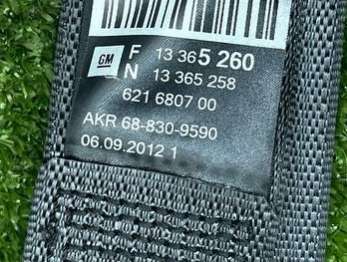 GM F 13 365 260
N 13 365 258
621 6807 00
AKR 68-830-9590
06.09.2012 1